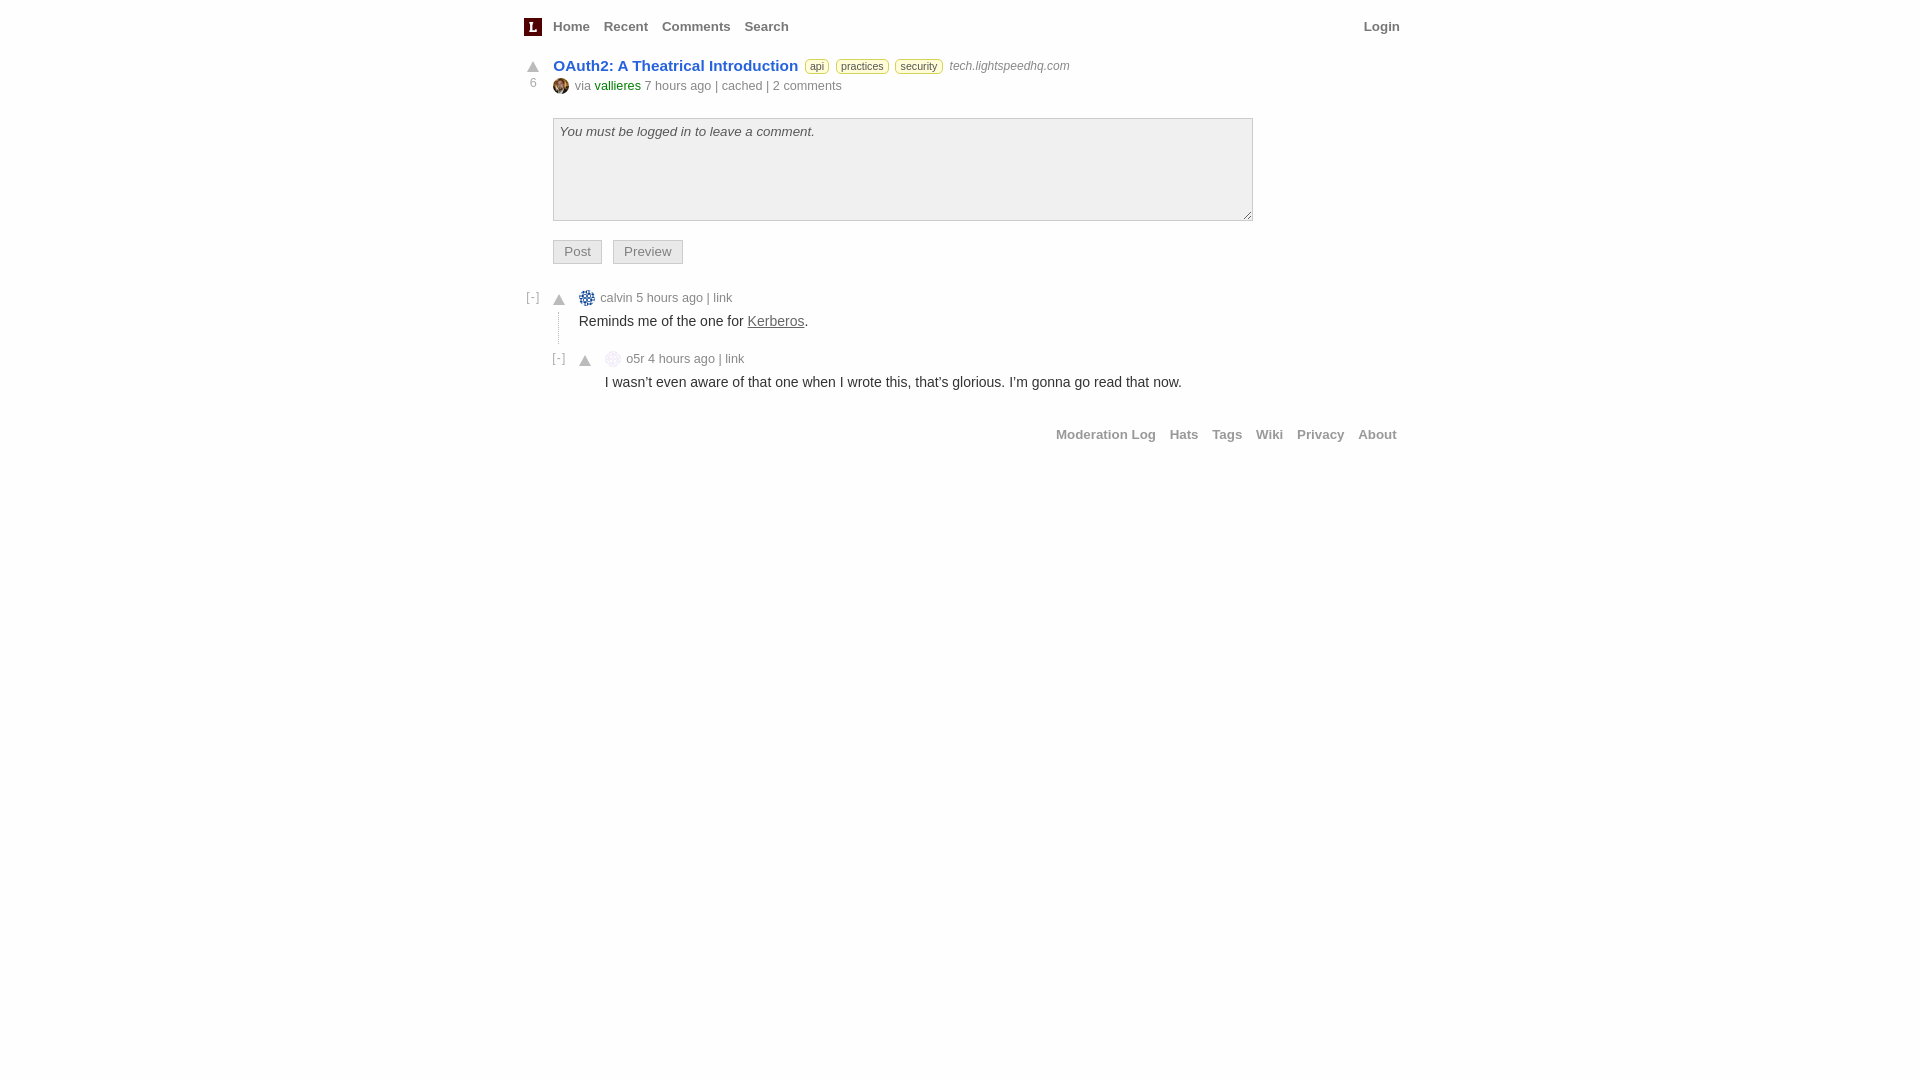 L Home Recent Comments Search Login
OAuth2: A Theatrical Introduction api practices security tech.lightspeedhq.com
6 via vallieres 7 hours ago | cached | 2 comments
You must be logged in to leave a comment.
Post Preview
[-] calvin 5 hours ago | link
Reminds me of the one for Kerberos.
[-] o5r 4 hours ago | link
I wasn’t even aware of that one when I wrote this, that’s glorious. I’m gonna go read that now.
Moderation Log Hats Tags Wiki Privacy About